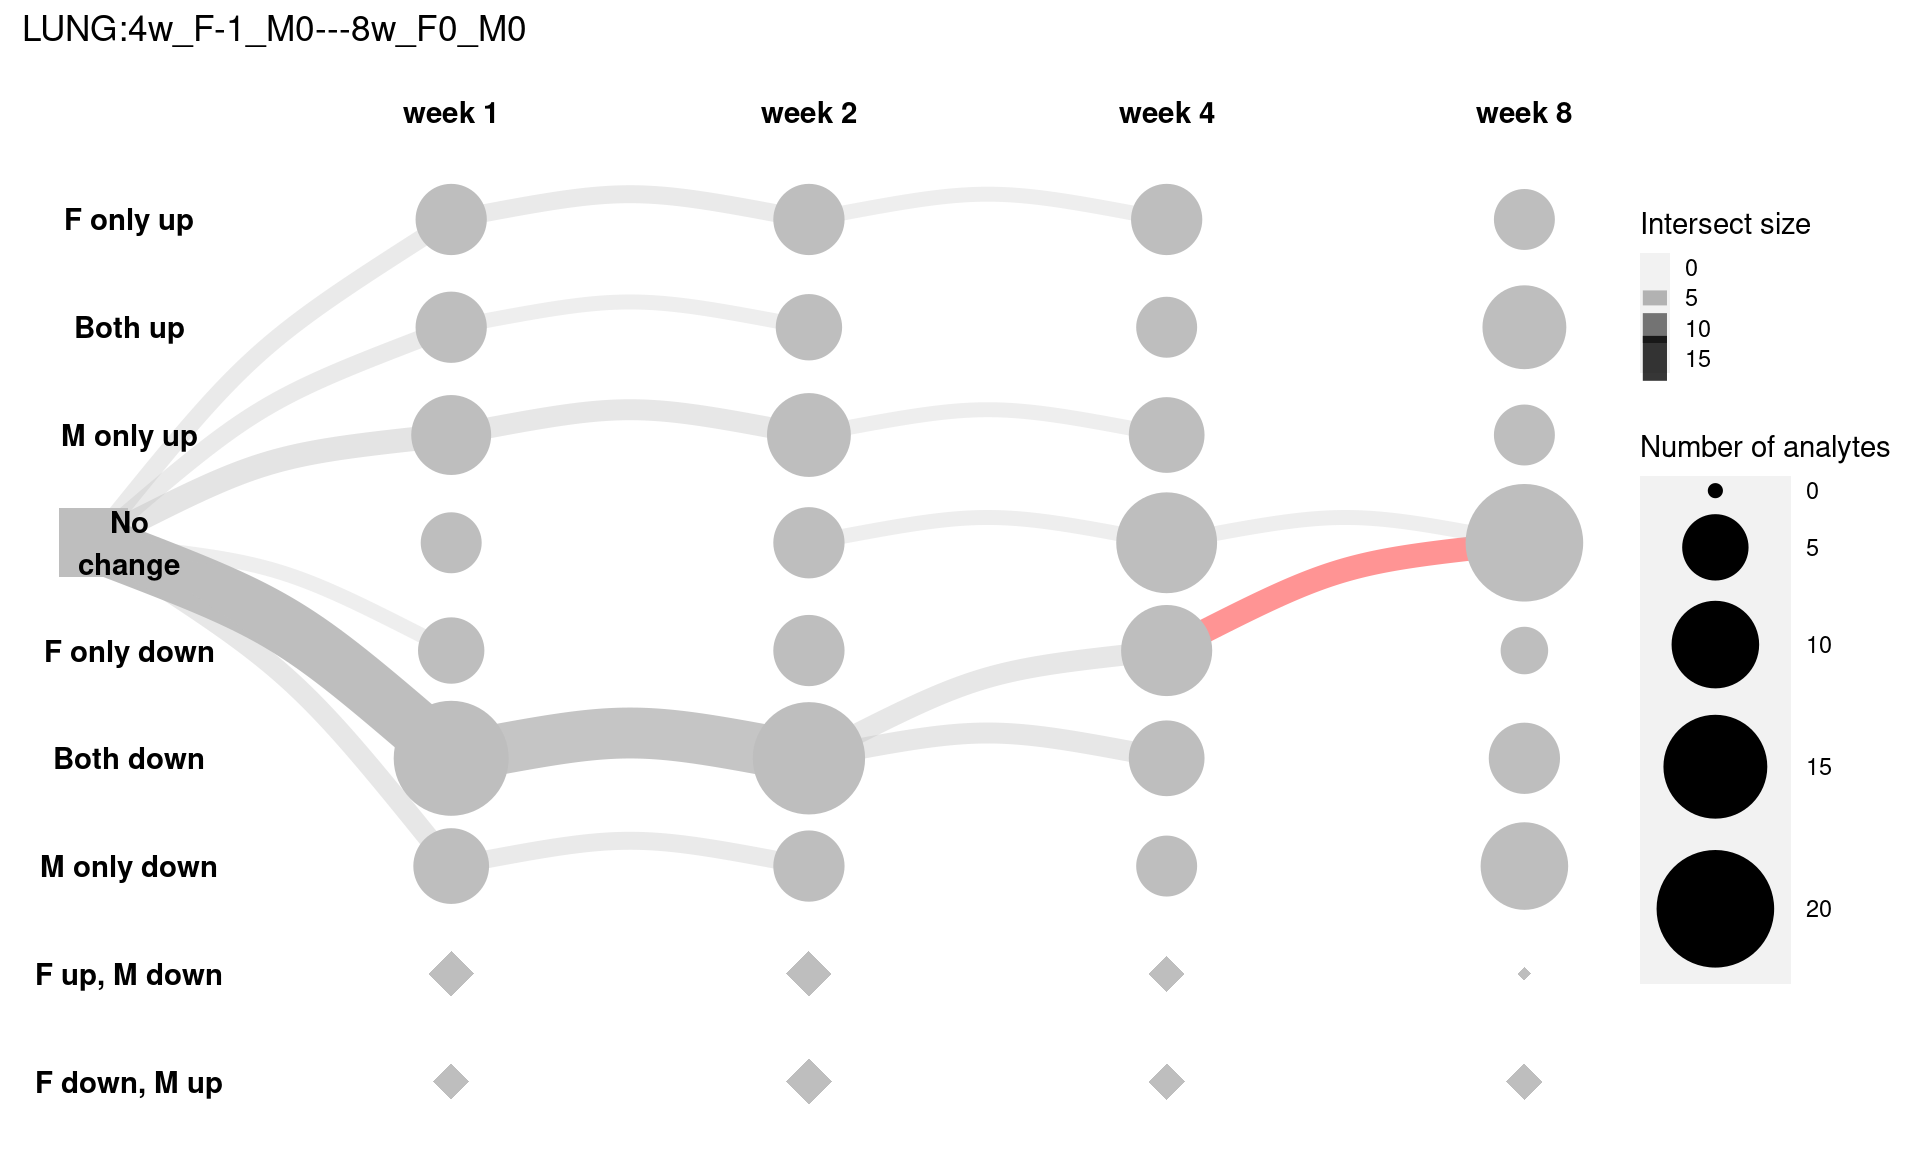 LUNG:4w_F-1_M0---8w_F0_M0
week 1
week 2
week 4
week 8
F only up
Both up
M only up
No
change
F only down
Both down
M only down
F up, M down
F down, M up
Intersect size
0
5
10
15
Number of analytes
0
5
10
15
20